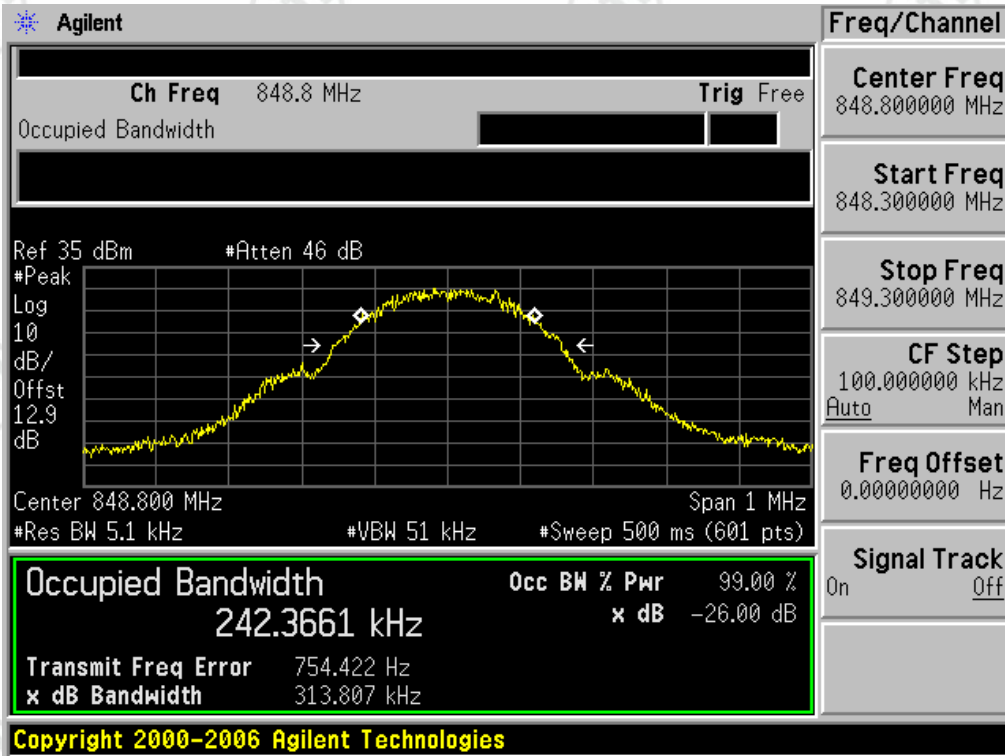 Agilent
Freq/Channel
Ch Freq 848.8 MHz Trig Free
Occupied Bandwidth
Center Freq
848.800000 MHz
Start Freq
848.300000 MHz
Stop Freq
849.300000 MHz
CF Step
100.000000 kHz
Auto Man
Freq Offset
0.00000000 Hz
Signal Track
On Off
Ref 35 dBm #Atten 46 dB
#Peak
Log
10
dB/
Offst
12.9
dB
Center 848.800 MHz Span 1 MHz
#Res BW 5.1 kHz #VBW 51 kHz #Sweep 500 ms (601 pts)
Occupied Bandwidth Occ BW % Pwr 99.00 %
242.3661 kHz x dB -26.00 dB
Transmit Freq Error 754.422 Hz
x dB Bandwidth 313.807 kHz
Copyright 2000-2006 Agilent Technologies